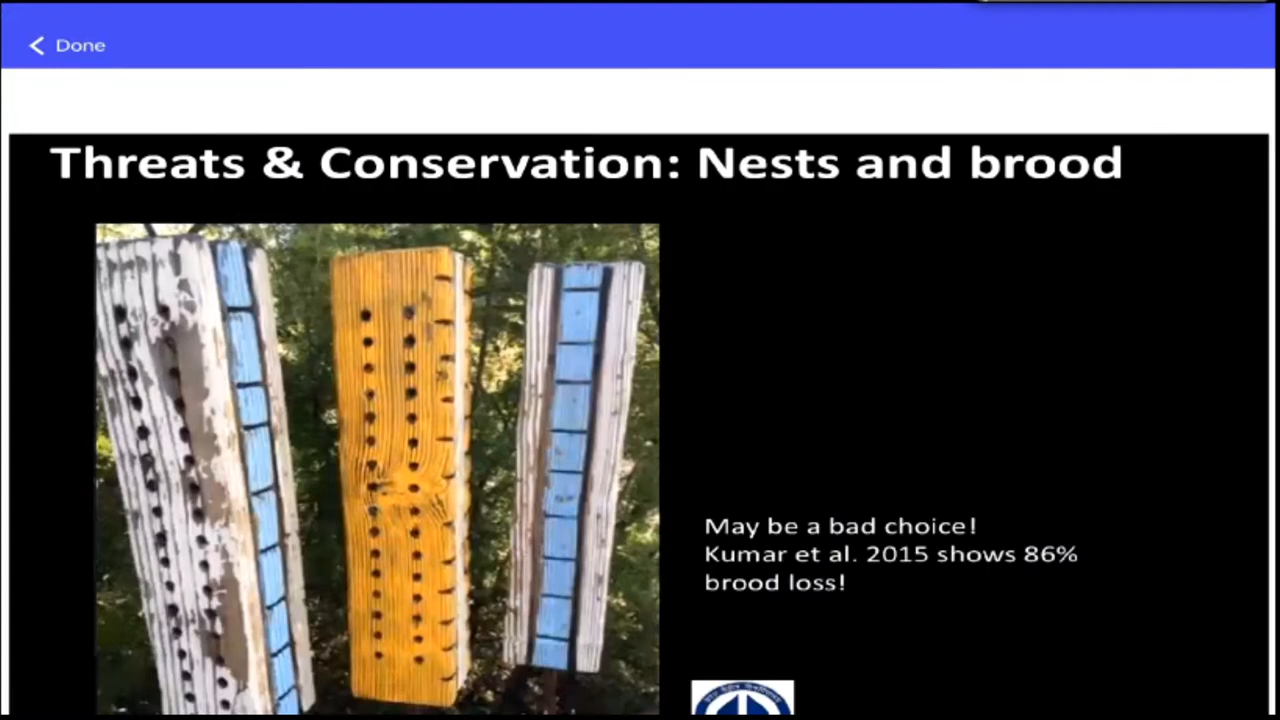 Done
Threats & Conservation: Nests and brood
May be a bad choice!
Kumar et al. 2015 shows 86%
brood loss!